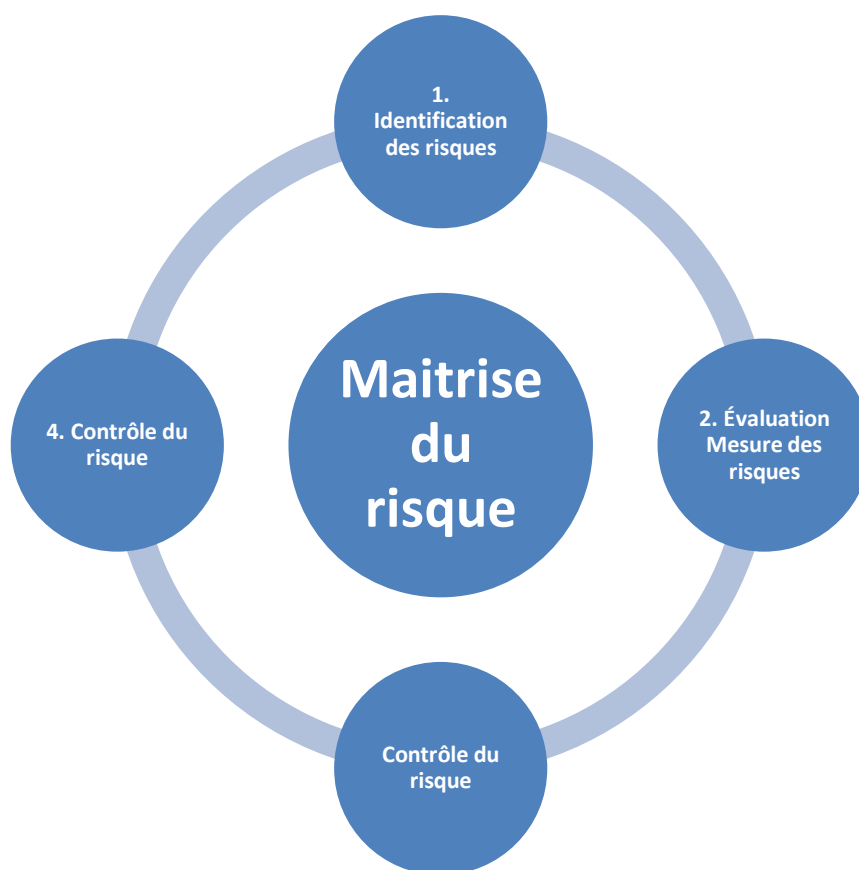 1.
Identification
des risques
Maitrise
du
risque
4. Contrôle du
risque
2. Évaluation
Mesure des
risques
Contrôle du
risque